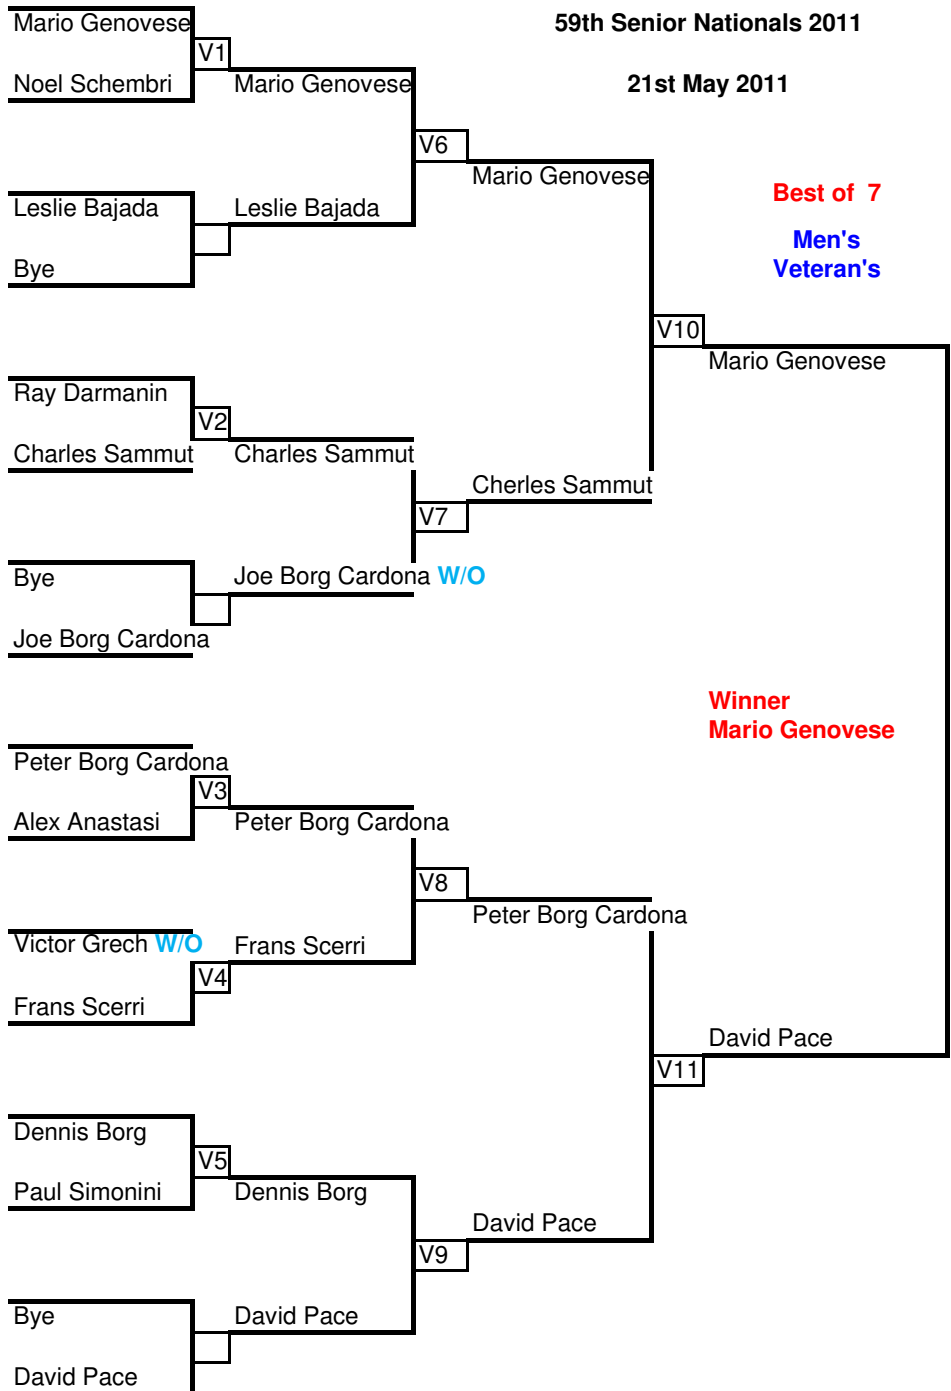 Mario Genovese
59th Senior Nationals 2011
V1
Noel Schembri
Mario Genovese
21st May 2011
V6
Mario Genovese
Best of 7
Leslie Bajada
Leslie Bajada
Men's
Veteran's
Bye
V10
Mario Genovese
Ray Darmanin
V2
Charles Sammut
Charles Sammut
Cherles Sammut
V7
Bye
Joe Borg Cardona W/O
Joe Borg Cardona
Winner
Mario Genovese
Peter Borg Cardona
V3
Alex Anastasi
Peter Borg Cardona
V8
Peter Borg Cardona
Victor Grech W/O
Frans Scerri
V4
Frans Scerri
David Pace
V11
Dennis Borg
V5
Paul Simonini
Dennis Borg
David Pace
V9
Bye
David Pace
David Pace